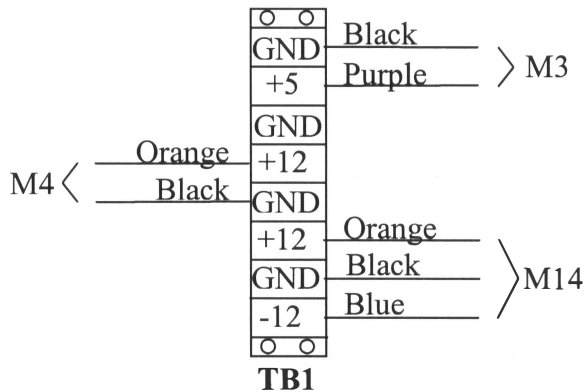 GND Black
+5 Purple M3
GND
Orange +12
M4 Black GND
+12 Orange
GND Black M14
-12 Blue
TB1